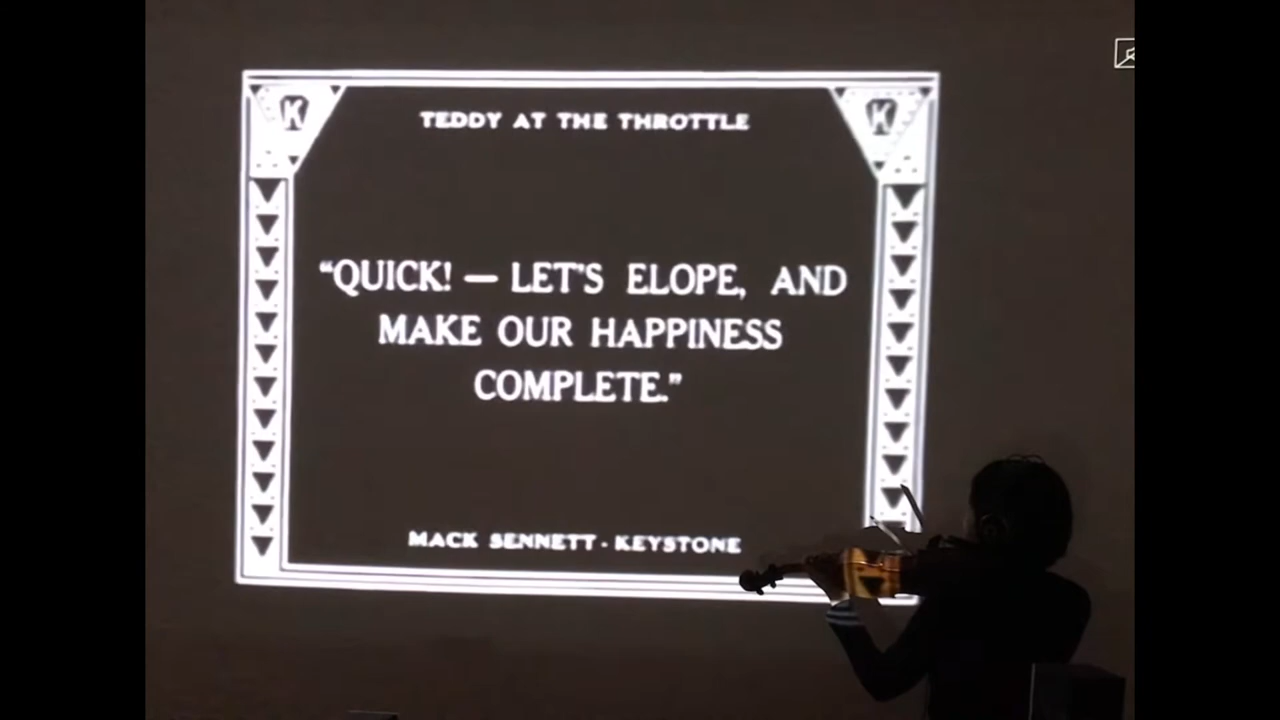 K K
TEDDY AT THE THROTTLE
“QUICK! — LET'S ELOPE, AND
MAKE OUR HAPPINESS
COMPLETE.”
MACK SENNETT · KEYSTONE